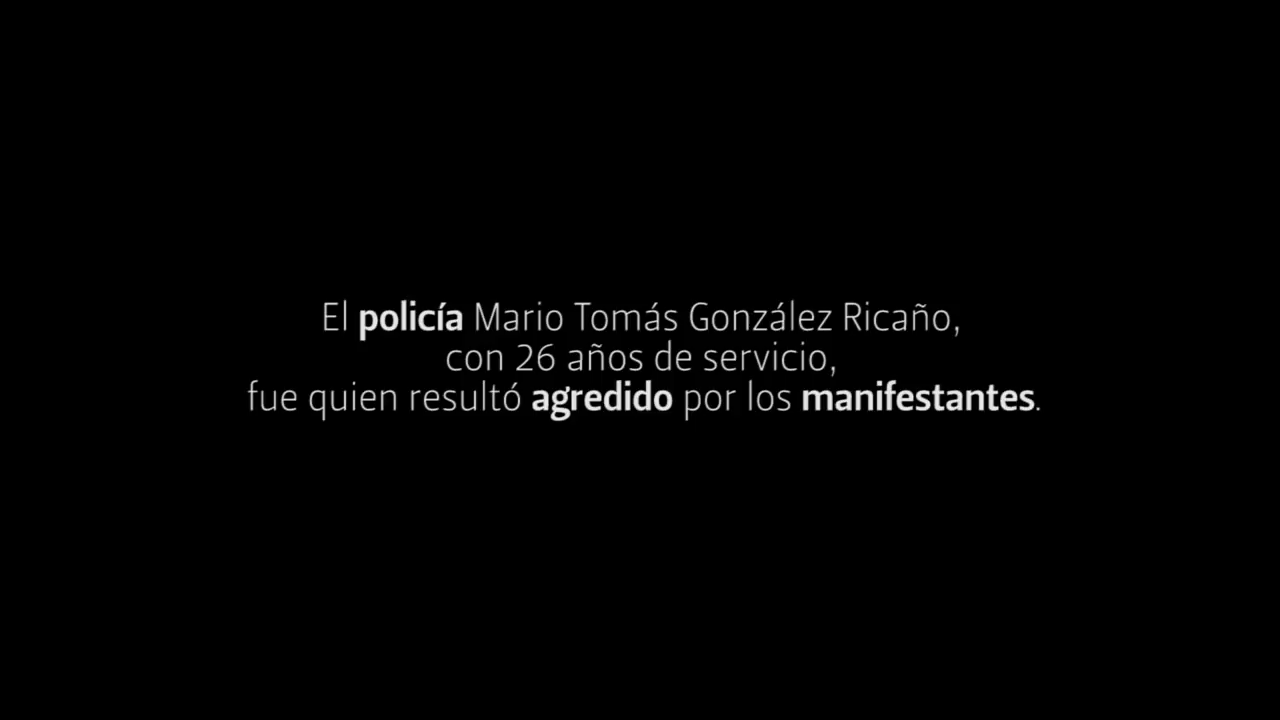 El policía Mario Tomás González Ricaño,
con 26 años de servicio,
fue quien resultó agredido por los manifestantes.